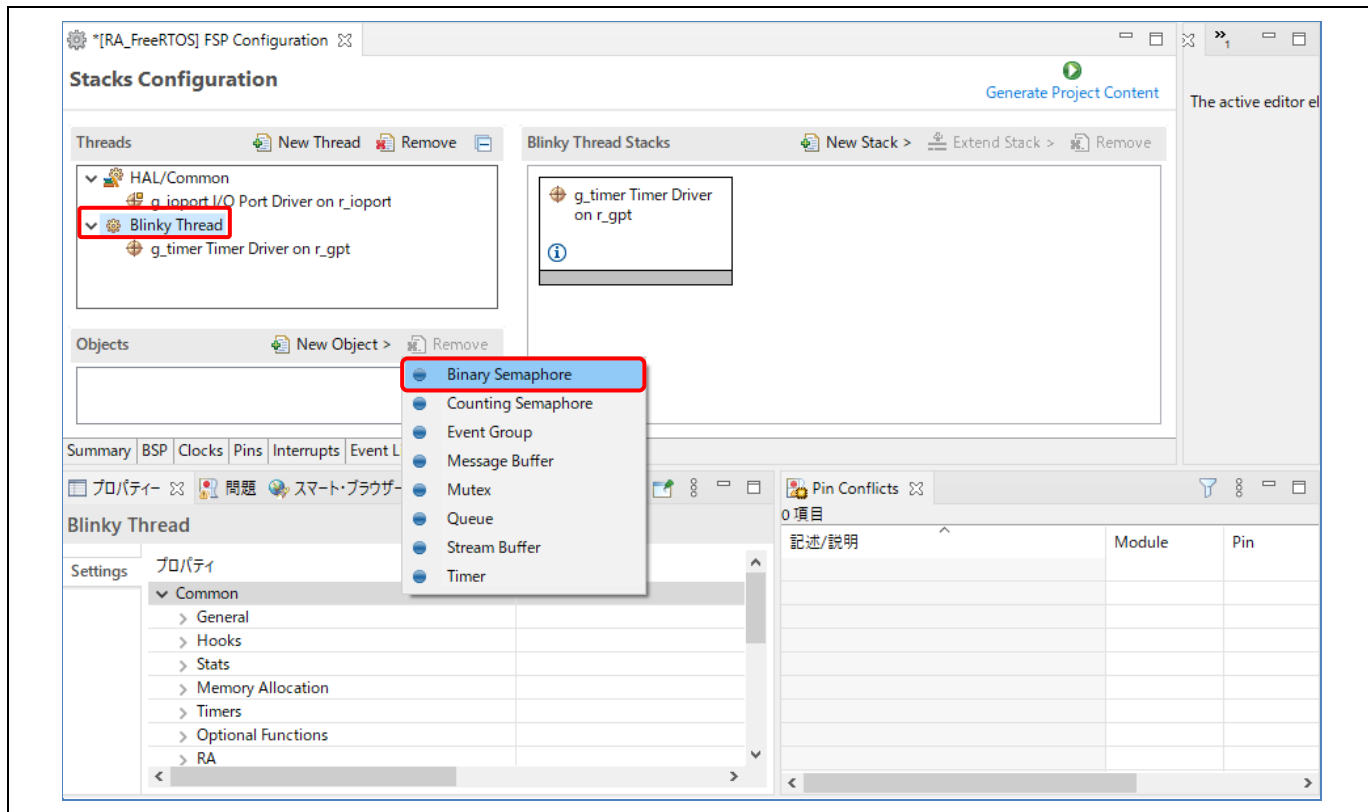 *[RA_FreeRTOS] FSP Configuration
»1
Stacks Configuration
Generate Project Content
The active editor el
Threads New Thread Remove
Blinky Thread Stacks New Stack > Extend Stack > Remove
HAL/Common
g_ioport I/O Port Driver on r_ioport
Blinky Thread
g_timer Timer Driver on r_gpt
g_timer Timer Driver
on r_gpt
Objects New Object > Remove
Binary Semaphore
Counting Semaphore
Event Group
Message Buffer
Mutex
Queue
Stream Buffer
Timer
Summary BSP Clocks Pins Interrupts Event L
プロパティー 問題 スマート・ブラウザー
Blinky Thread
Settings
プロパティ
Common
General
Hooks
Stats
Memory Allocation
Timers
Optional Functions
RA
Pin Conflicts
0 項目
記述/説明 Module Pin